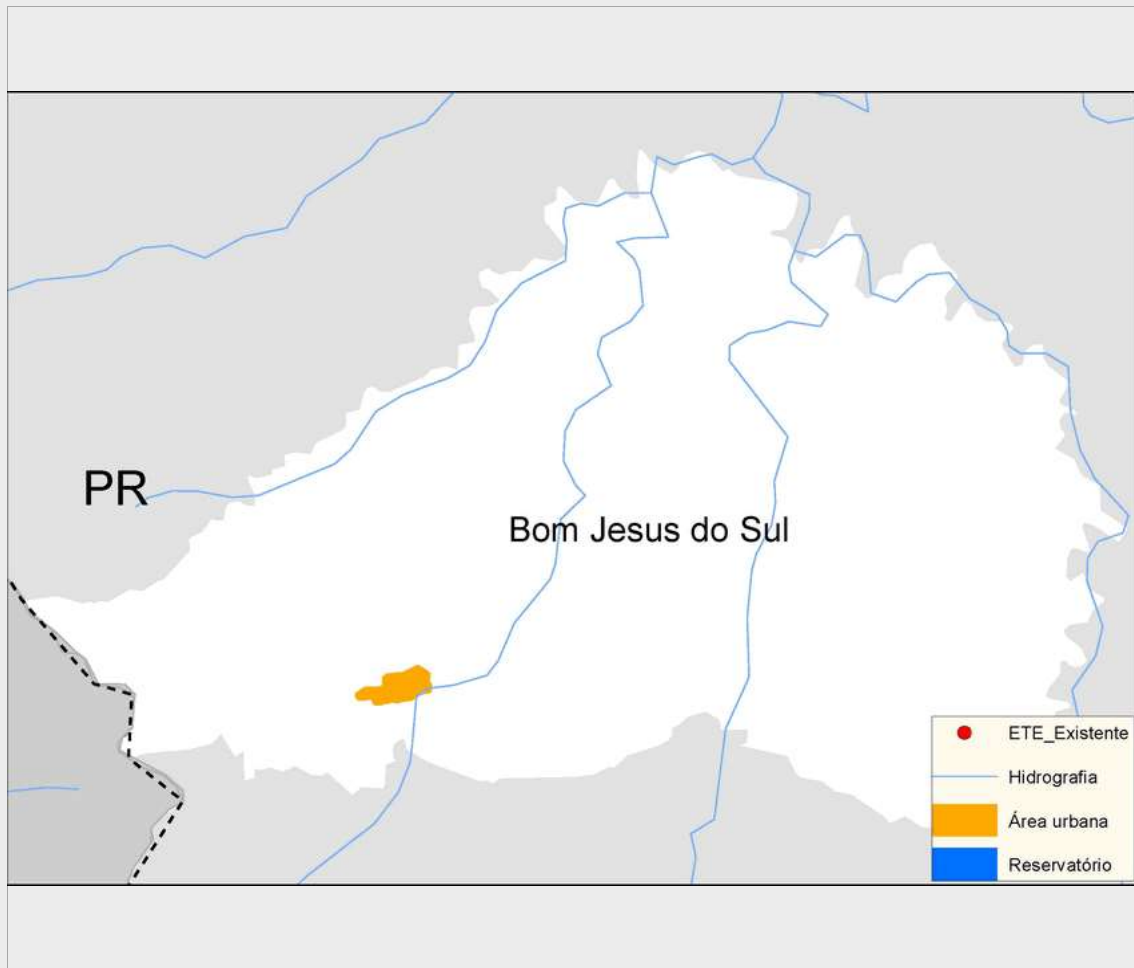 PR
Bom Jesus do Sul
ETE_Existente
Hidrografia
Área urbana
Reservatório